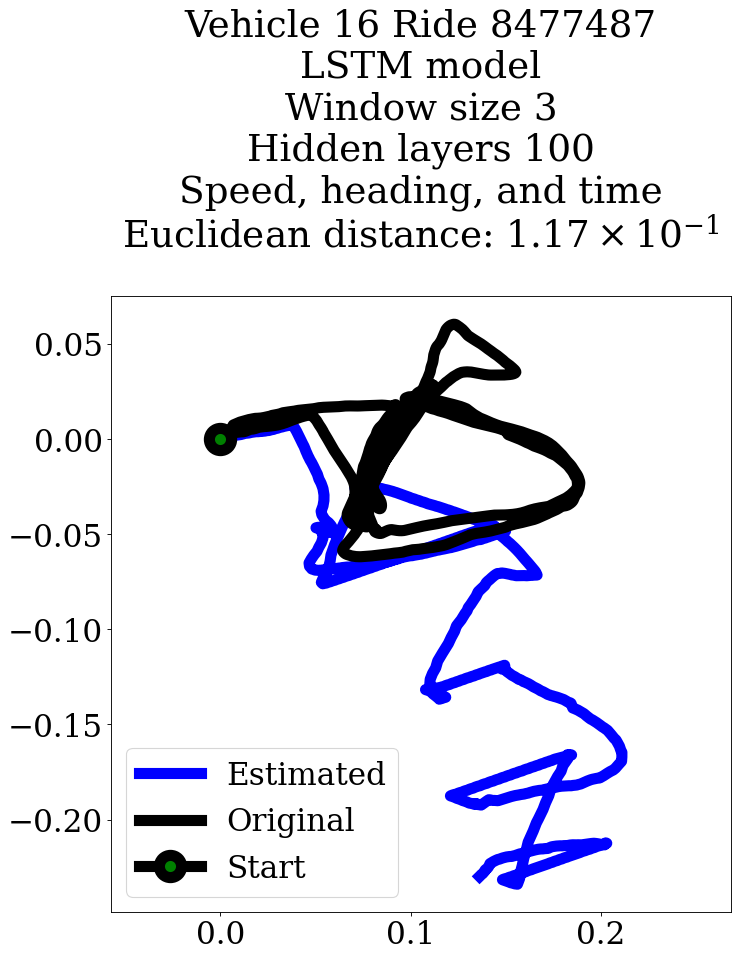 Vehicle 16 Ride 8477487
LSTM model
Window size 3
Hidden layers 100
Speed, heading, and time
Euclidean distance: 1.17 × 10⁻¹
0.05
0.00
−0.05
−0.10
−0.15
−0.20
Estimated
Original
Start
0.0 0.1 0.2